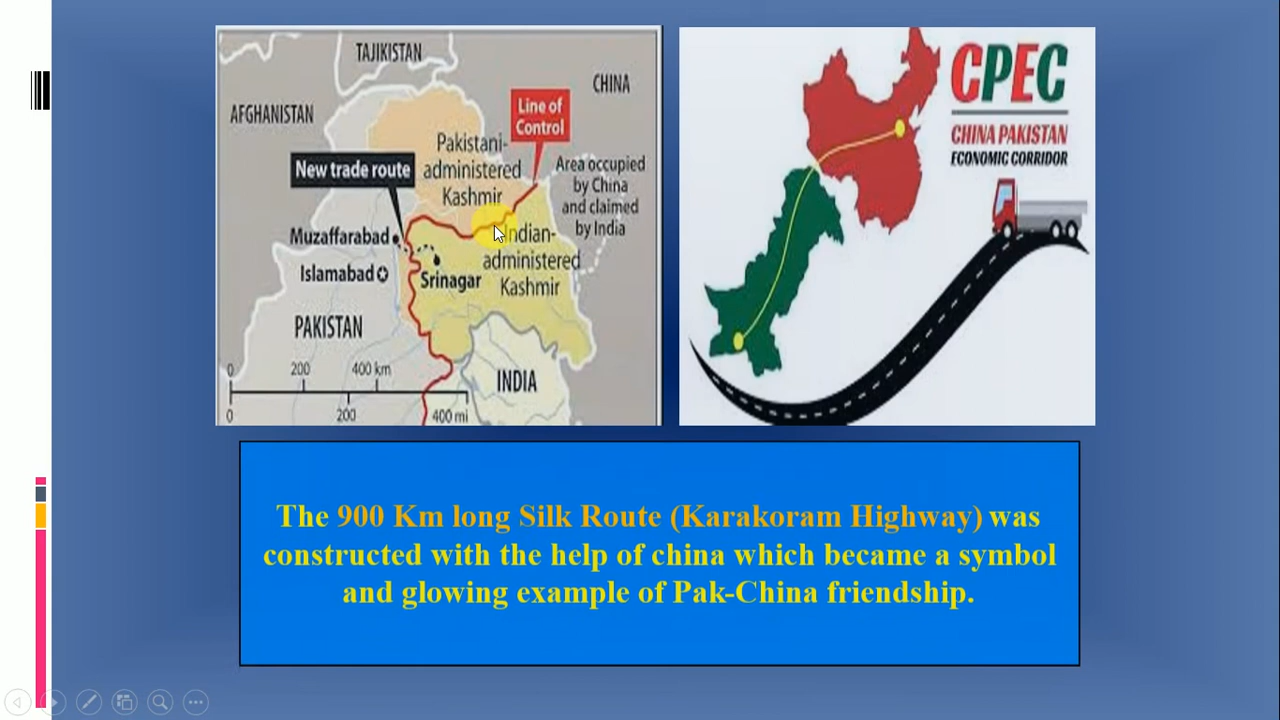 TAJIKISTAN
CHINA
AFGHANISTAN
Line of
Control
Pakistani-
administered
Kashmir
New trade route
Area occupied
by China
and claimed
by India
Muzaffarabad
Indian-
administered
Kashmir
Islamabad
Srinagar
PAKISTAN
INDIA
0 200 400 km
0 200 400 mi
CPEC
CHINA PAKISTAN
ECONOMIC CORRIDOR
The 900 Km long Silk Route (Karakoram Highway) was
constructed with the help of china which became a symbol
and glowing example of Pak-China friendship.